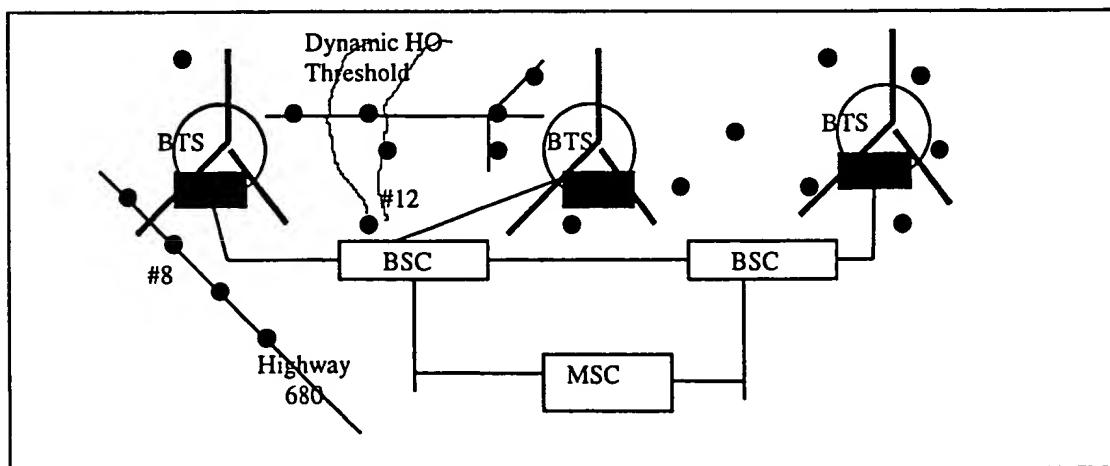 Dynamic HO
Threshold
BTS
BTS
BTS
#12
#8
BSC
BSC
Highway
680
MSC